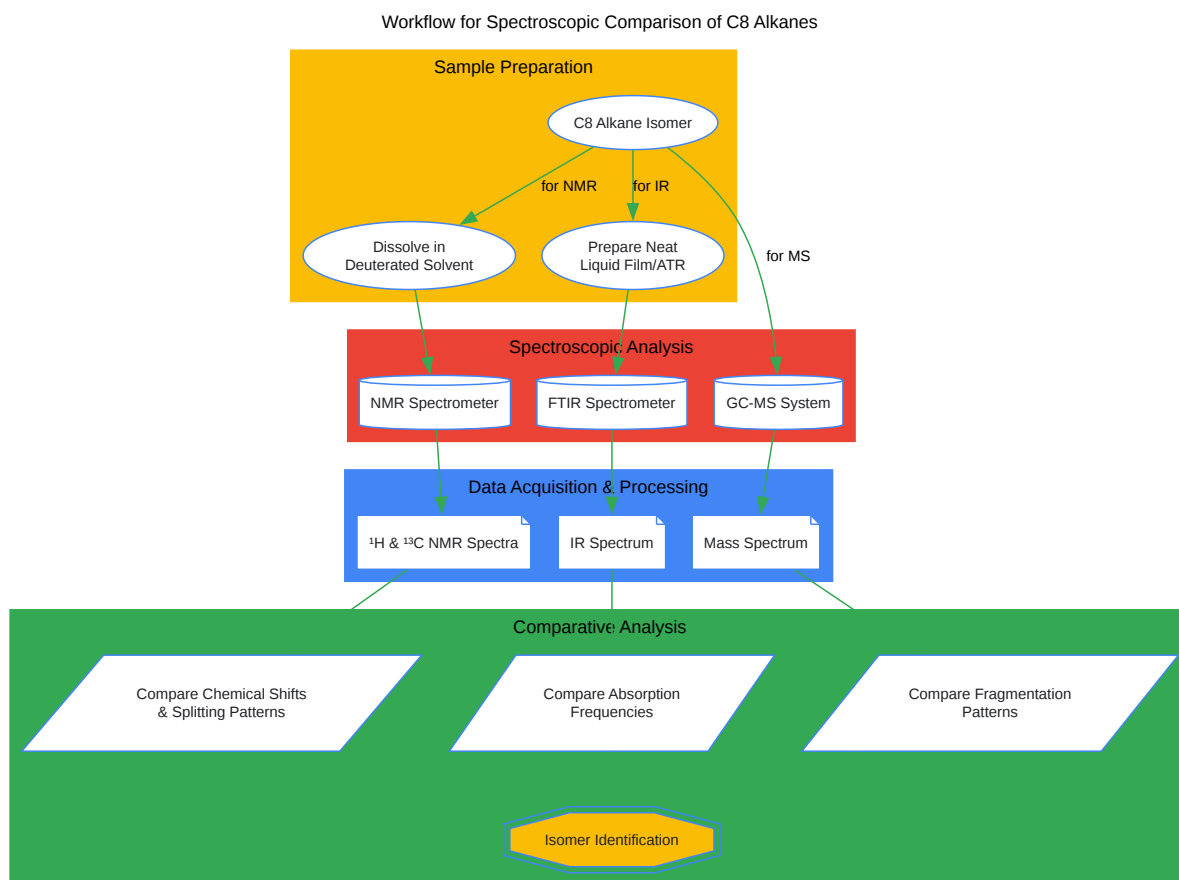 Workflow for Spectroscopic Comparison of C8 Alkanes
Sample Preparation
C8 Alkane Isomer
for NMR
for IR
Dissolve in
Deuterated Solvent
Prepare Neat
Liquid Film/ATR
for MS
Spectroscopic Analysis
NMR Spectrometer
FTIR Spectrometer
GC-MS System
Data Acquisition & Processing
¹H & ¹³C NMR Spectra
IR Spectrum
Mass Spectrum
Comparative Analysis
Compare Chemical Shifts
& Splitting Patterns
Compare Absorption
Frequencies
Compare Fragmentation
Patterns
Isomer Identification